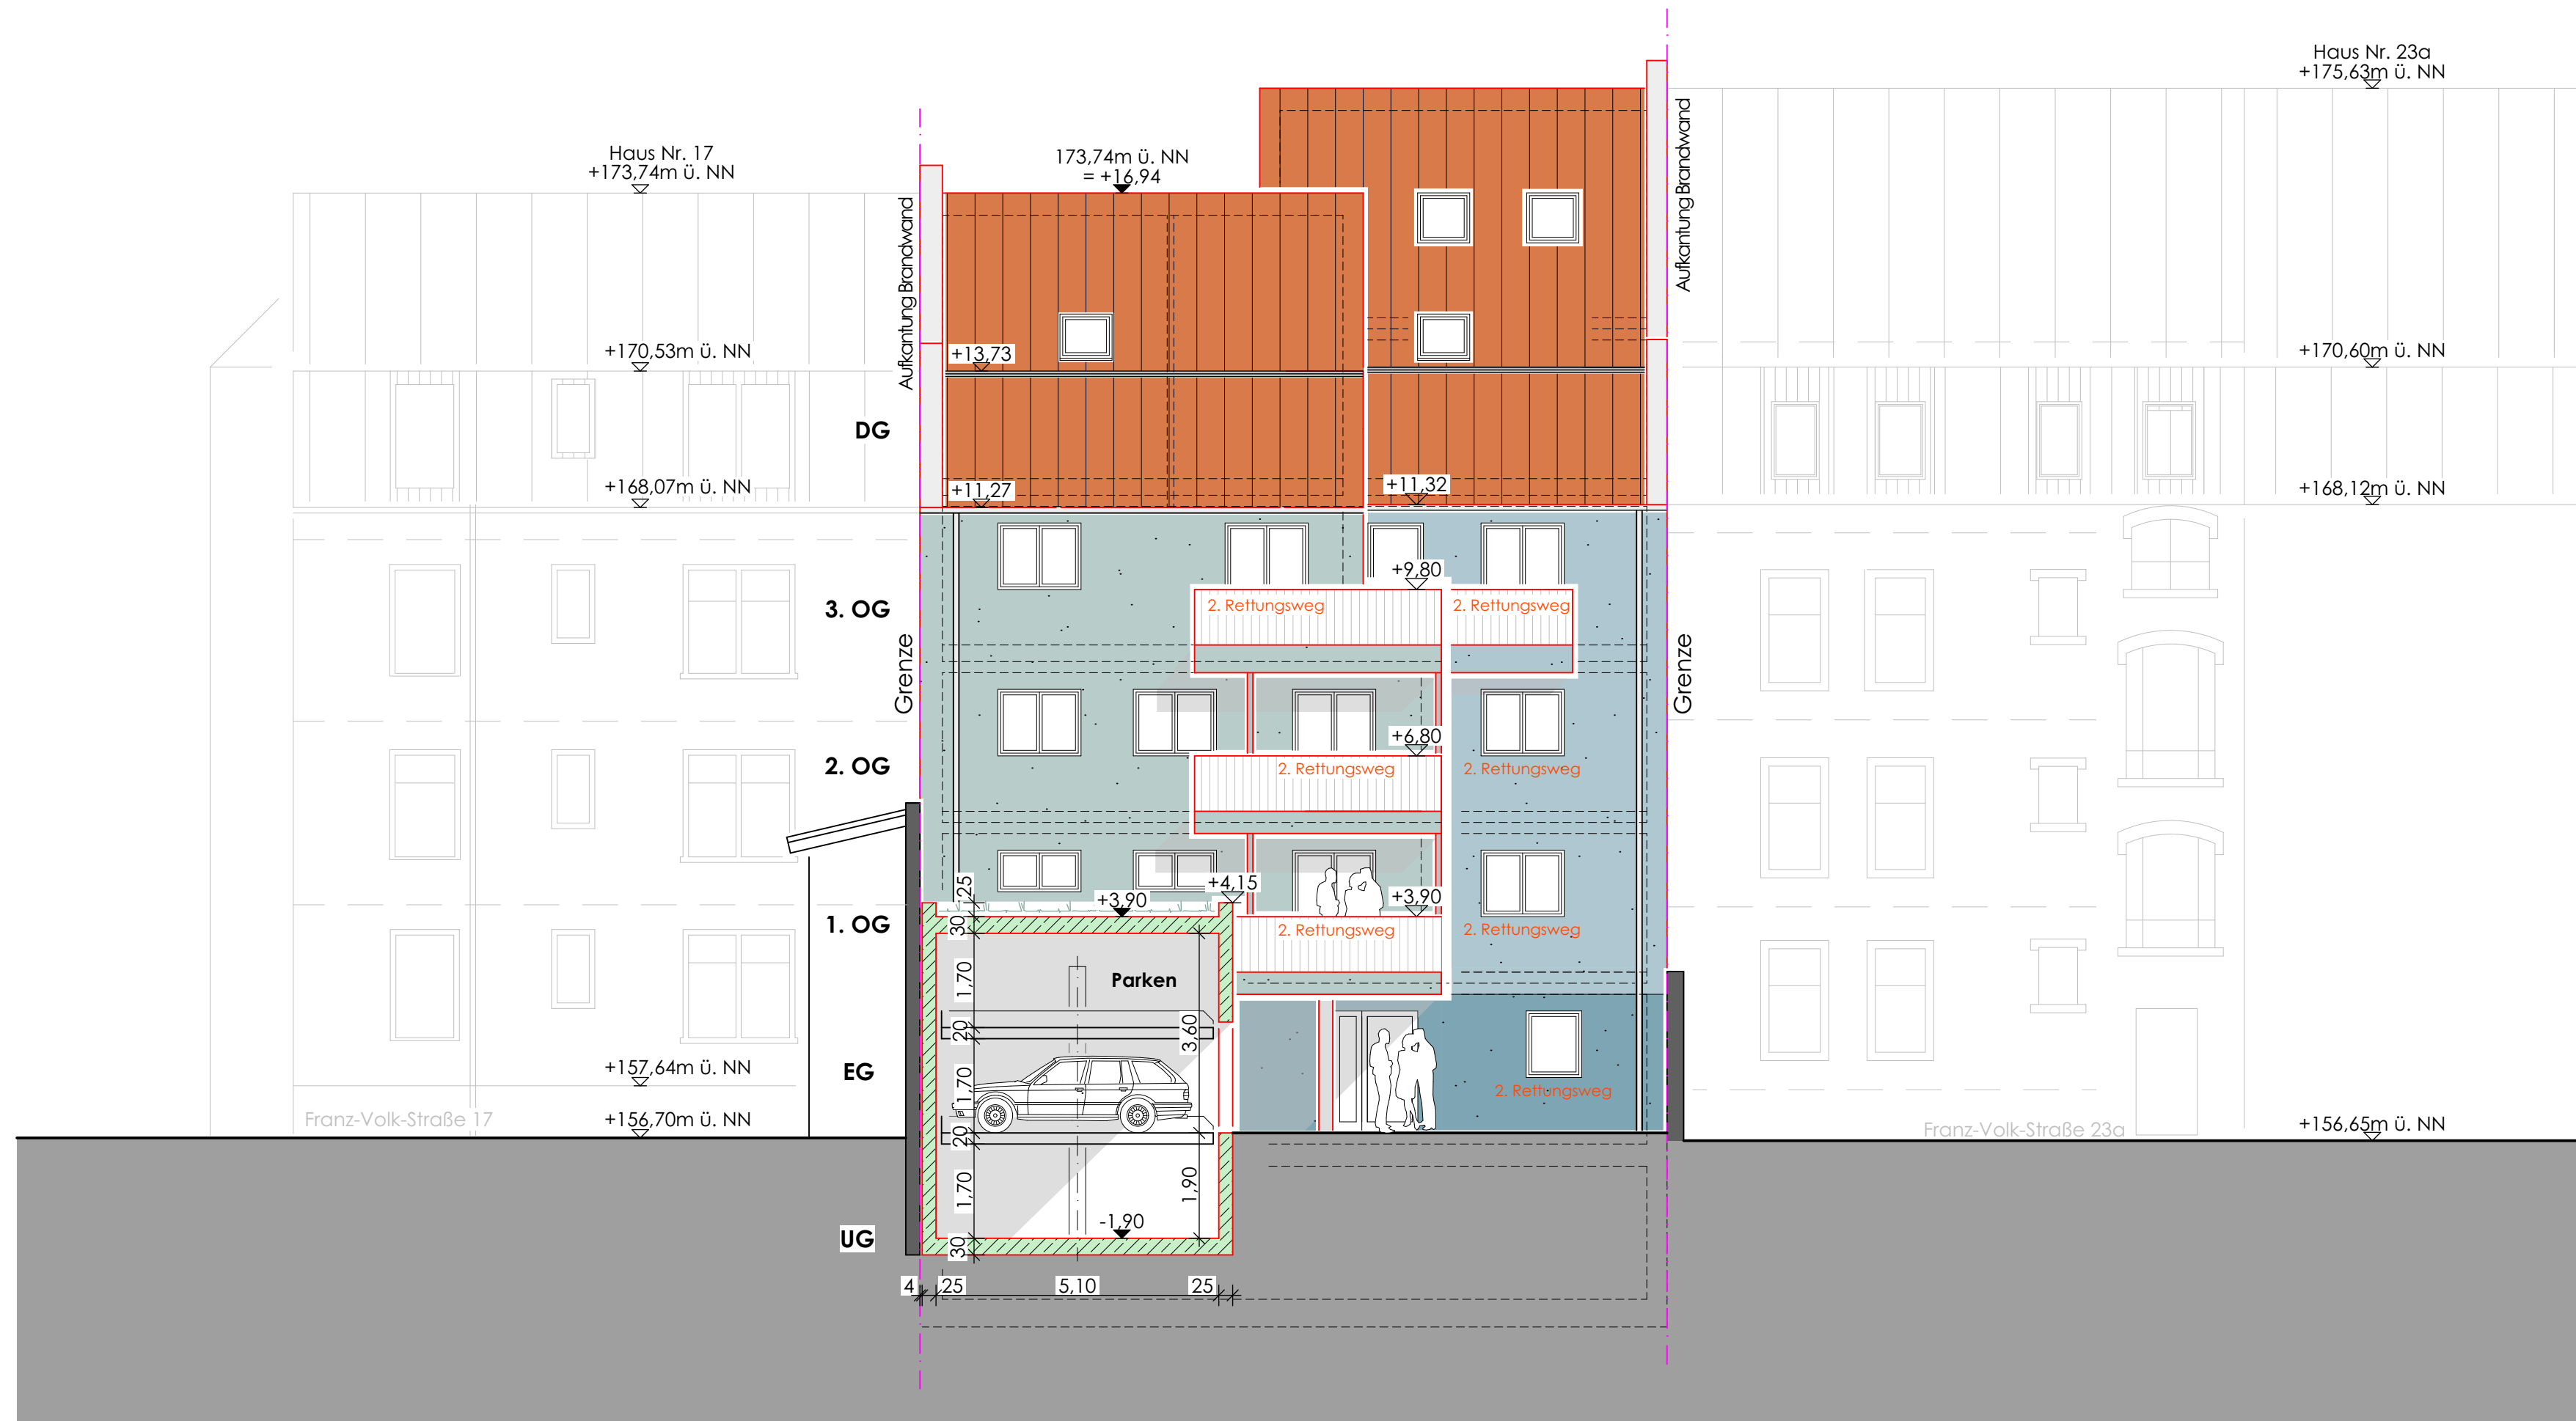 Haus Nr. 23a
+175,63m ü. NN
Haus Nr. 17
+173,74m ü. NN
173,74m ü. NN
= +16,94
Aufkantung Brandwand
Aufkantung Brandwand
+170,53m ü. NN
+13,73
+170,60m ü. NN
DG
+168,07m ü. NN
+11,27
+11,32
+168,12m ü. NN
+9,80
3. OG
2. Rettungsweg
2. Rettungsweg
Grenze
Grenze
+6,80
2. OG
2. Rettungsweg
2. Rettungsweg
25
+4,15
+3,90
+3,90
1. OG
30
2. Rettungsweg
2. Rettungsweg
1,70
Parken
20
3,60
+157,64m ü. NN
EG
1,70
2. Rettungsweg
Franz-Volk-Straße 17
+156,70m ü. NN
20
Franz-Volk-Straße 23a
+156,65m ü. NN
1,70
1,90
-1,90
UG
30
4
25
5,10
25